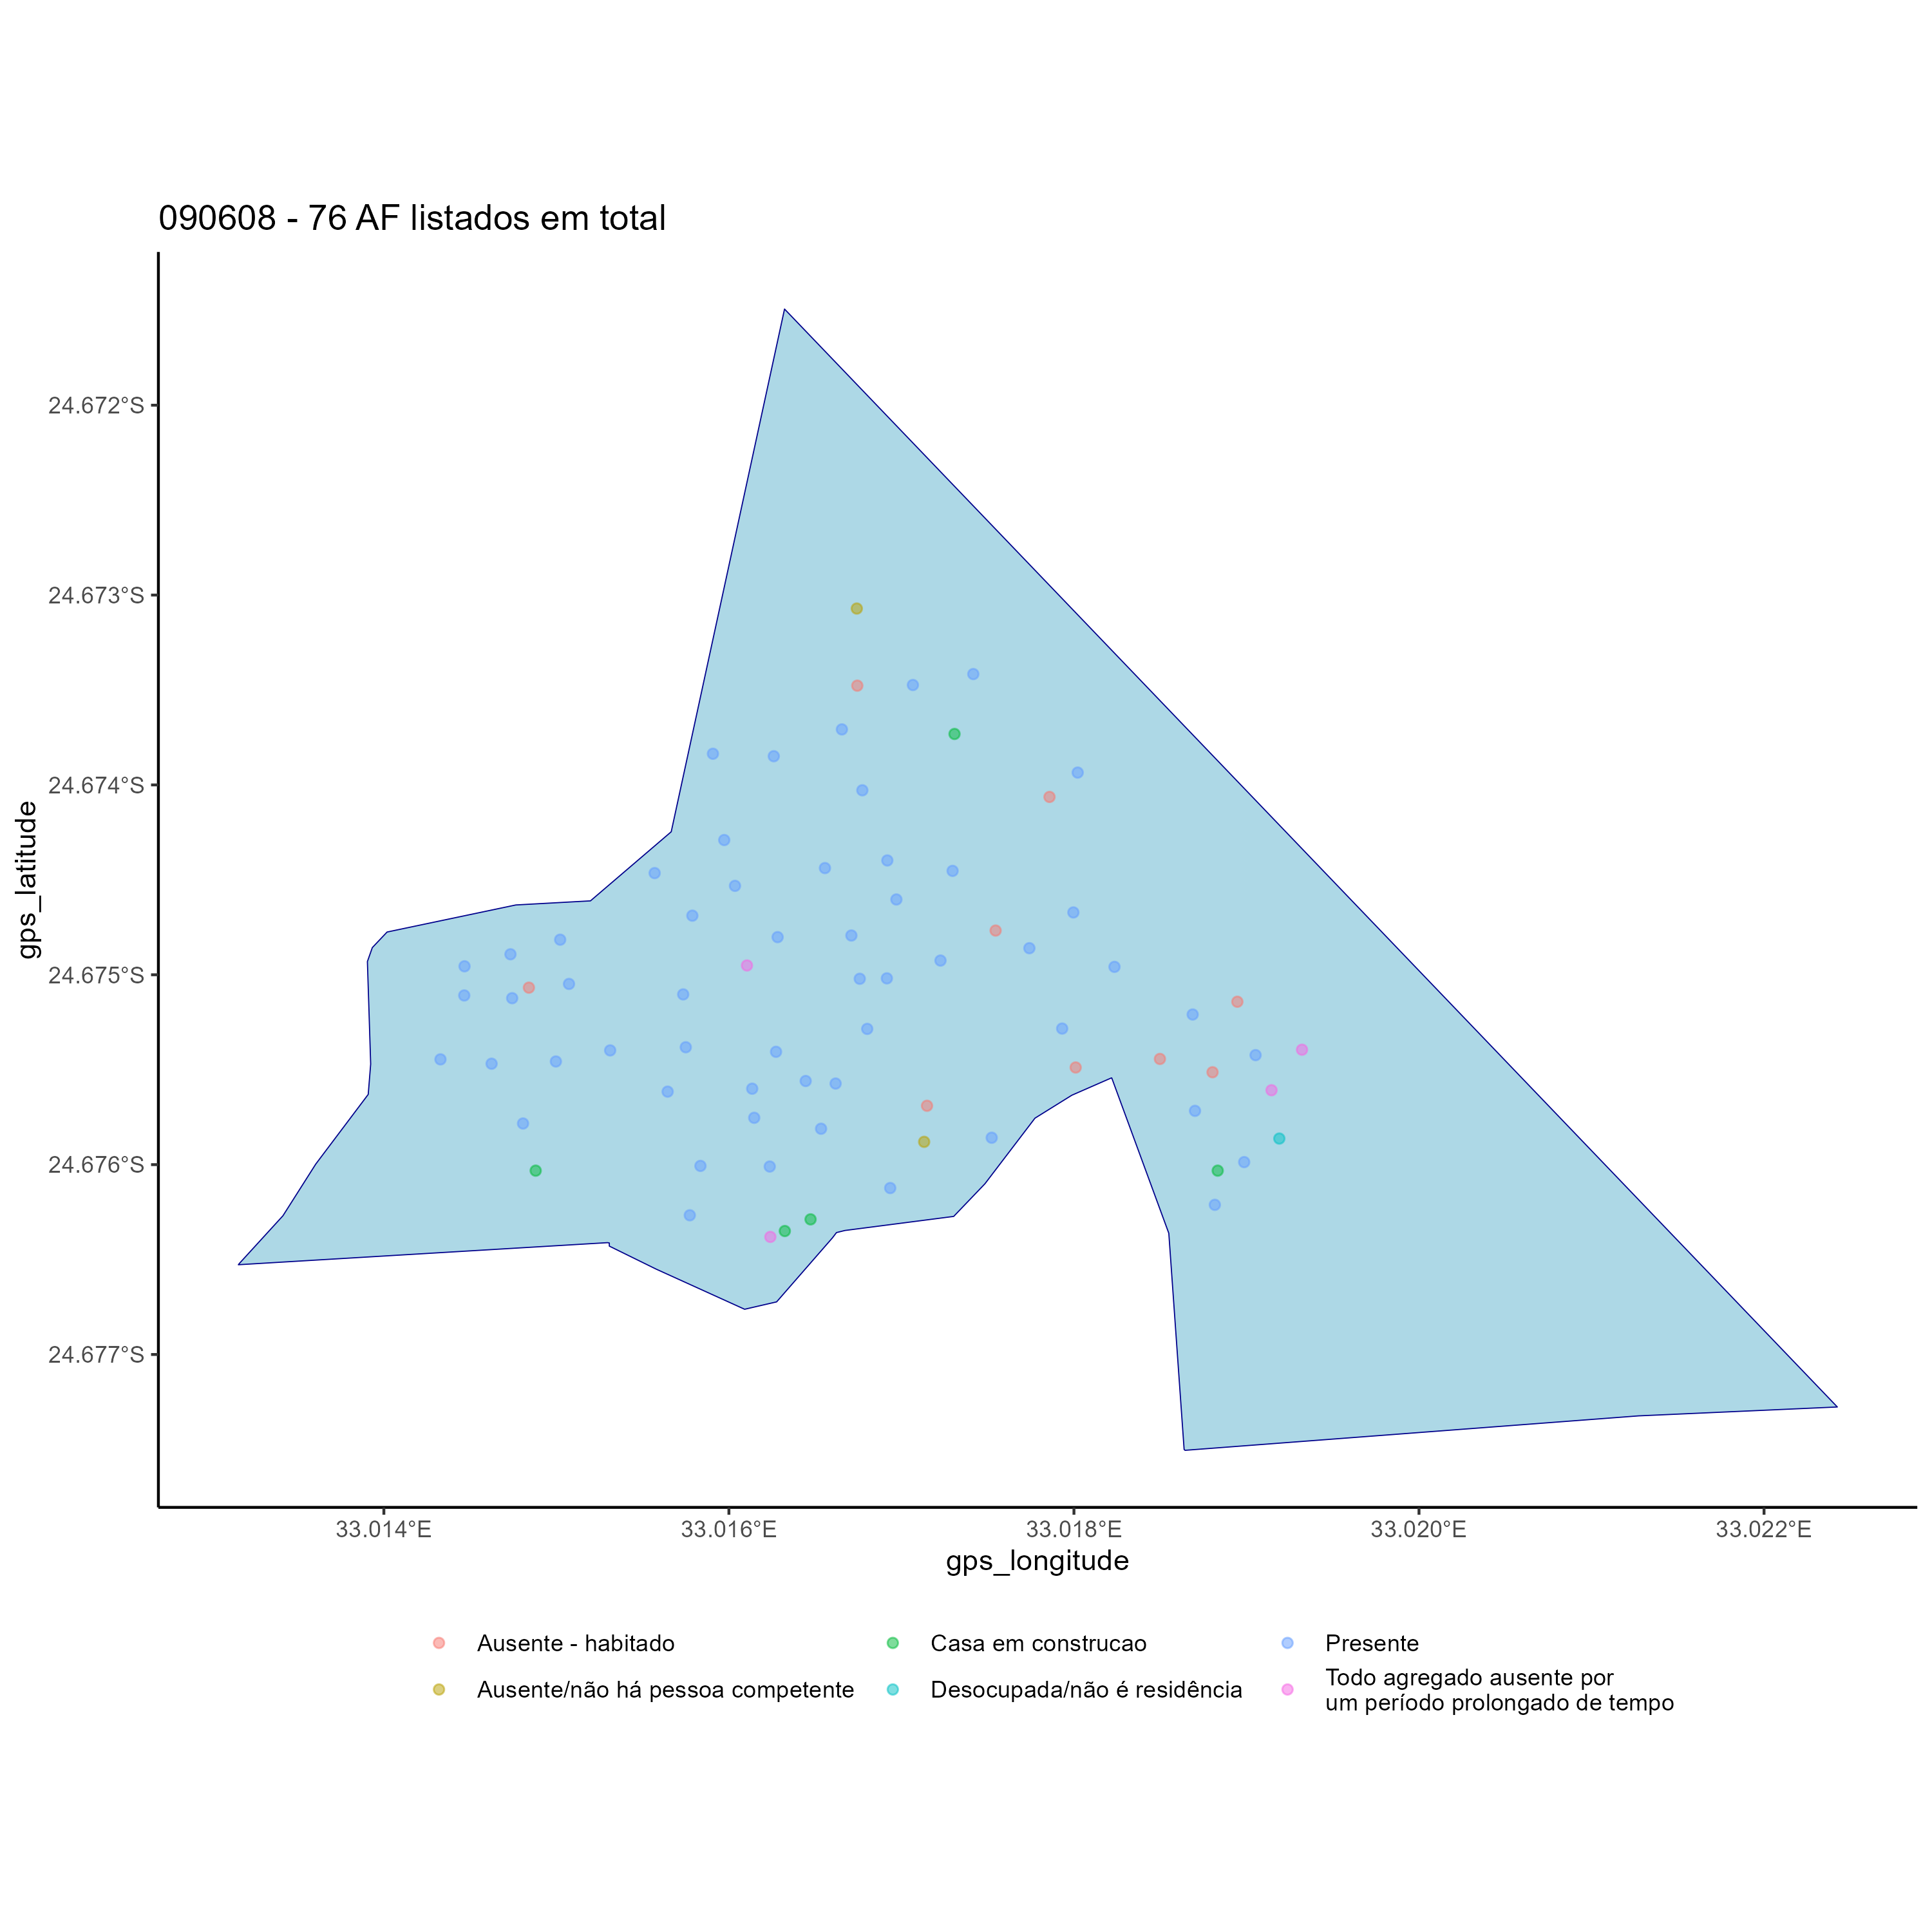 090608 - 76 AF listados em total
24.672°S
24.673°S
24.674°S
24.675°S
24.676°S
24.677°S
gps_latitude
33.014°E
33.016°E
33.018°E
33.020°E
33.022°E
gps_longitude
Ausente - habitado
Casa em construcao
Presente
Ausente/não há pessoa competente
Desocupada/não é residência
Todo agregado ausente por
um período prolongado de tempo